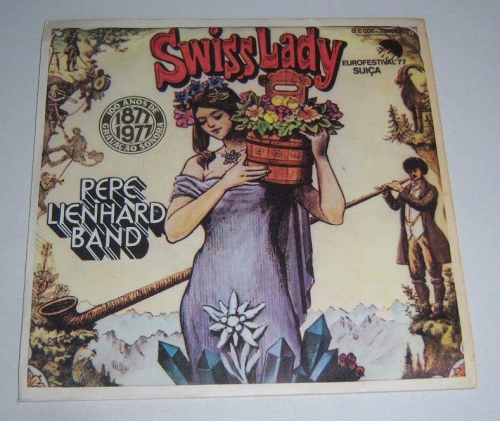 Swiss Lady
EUROFESTIVAL'77
SUIÇA
100 ANOS DE
1877
1977
GRAVAÇÃO SONORA
PEPE
LIENHARD
BAND